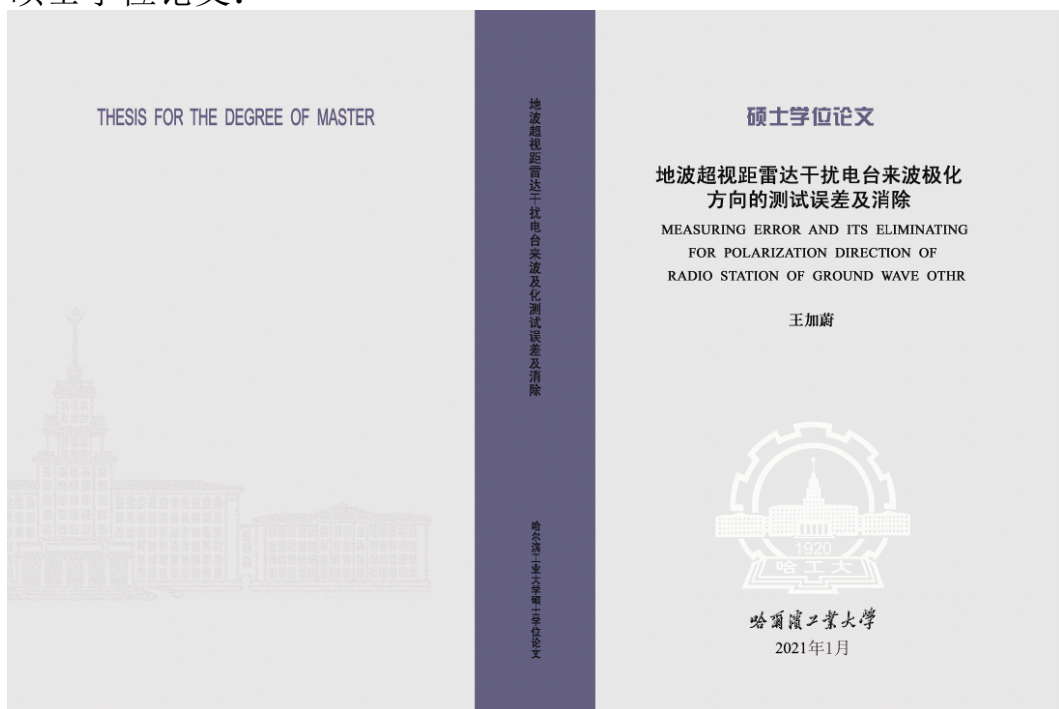 硕士学位论文:
THESIS FOR THE DEGREE OF MASTER
地波超视距雷达干扰电台来波及化测试误差及消除
哈尔滨工业大学硕士学位论文
硕士学位论文
地波超视距雷达干扰电台来波极化
方向的测试误差及消除
MEASURING ERROR AND ITS ELIMINATING
FOR POLARIZATION DIRECTION OF
RADIO STATION OF GROUND WAVE OTHR
王加蔚
1920
哈工大
哈爾濱工業大學
2021年1月